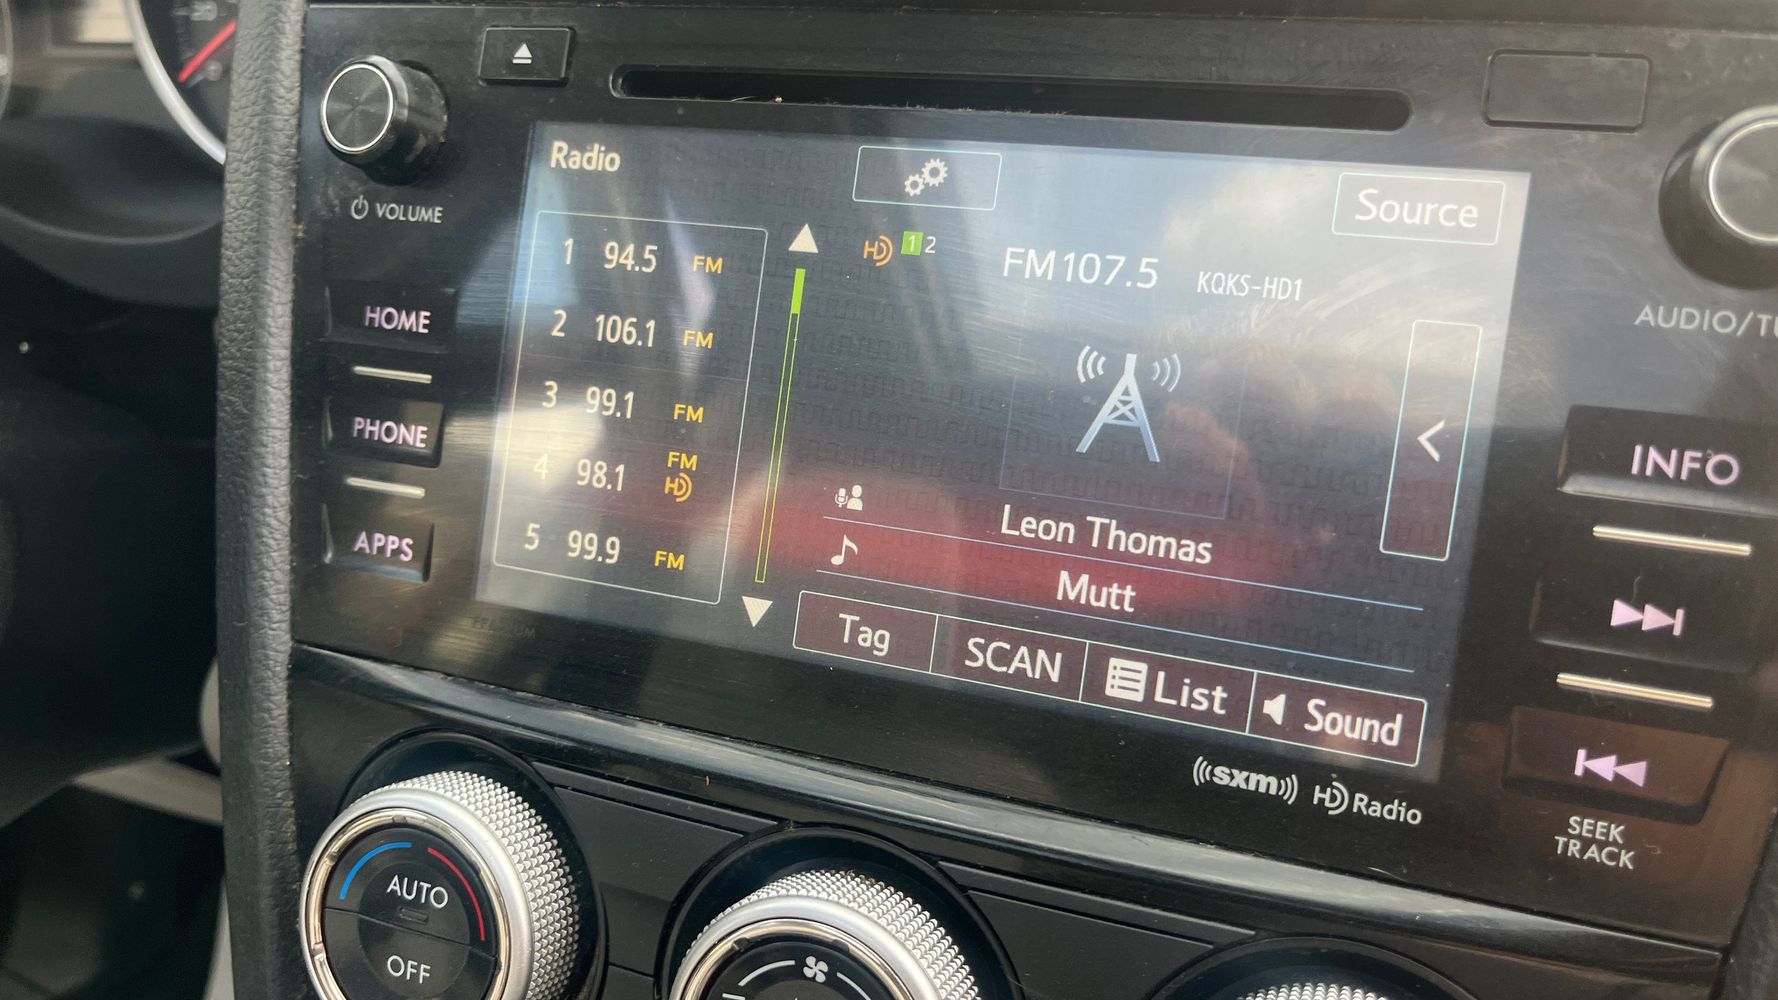 VOLUME
Radio
Source
1 94.5 FM
2 106.1 FM
3 99.1 FM
4 98.1 FM HD
5 99.9 FM
HD 1 2
FM107.5 KQKS-HD1
Leon Thomas
Mutt
Tag SCAN List Sound
HOME
PHONE
APPS
INFO
SEEK
TRACK
((sxm)) HD Radio
AUTO
OFF